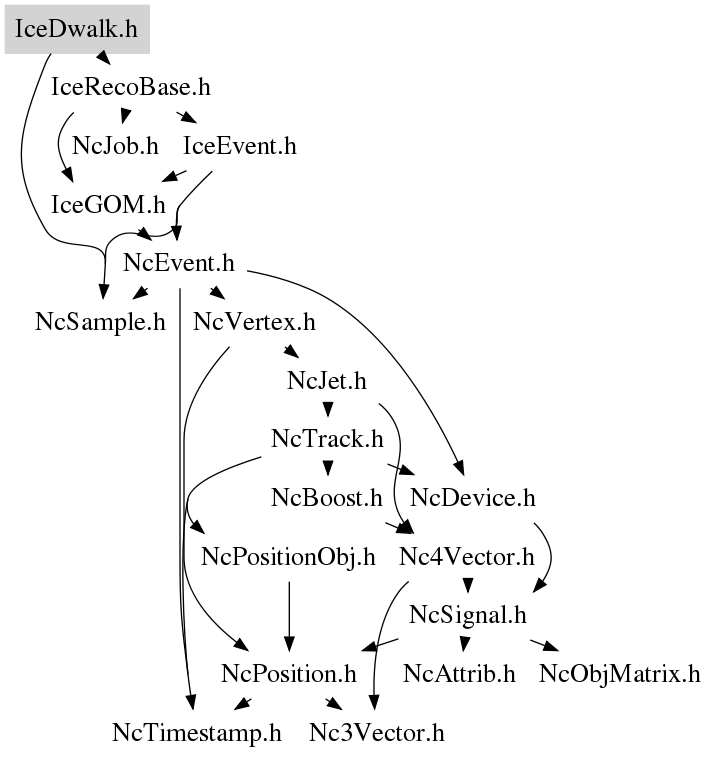 IceDwalk.h
IceRecoBase.h
NcJob.h
IceEvent.h
IceGOM.h
NcEvent.h
NcSample.h
NcVertex.h
NcJet.h
NcTrack.h
NcBoost.h
NcDevice.h
NcPositionObj.h
Nc4Vector.h
NcSignal.h
NcPosition.h
NcAttrib.h
NcObjMatrix.h
NcTimestamp.h
Nc3Vector.h